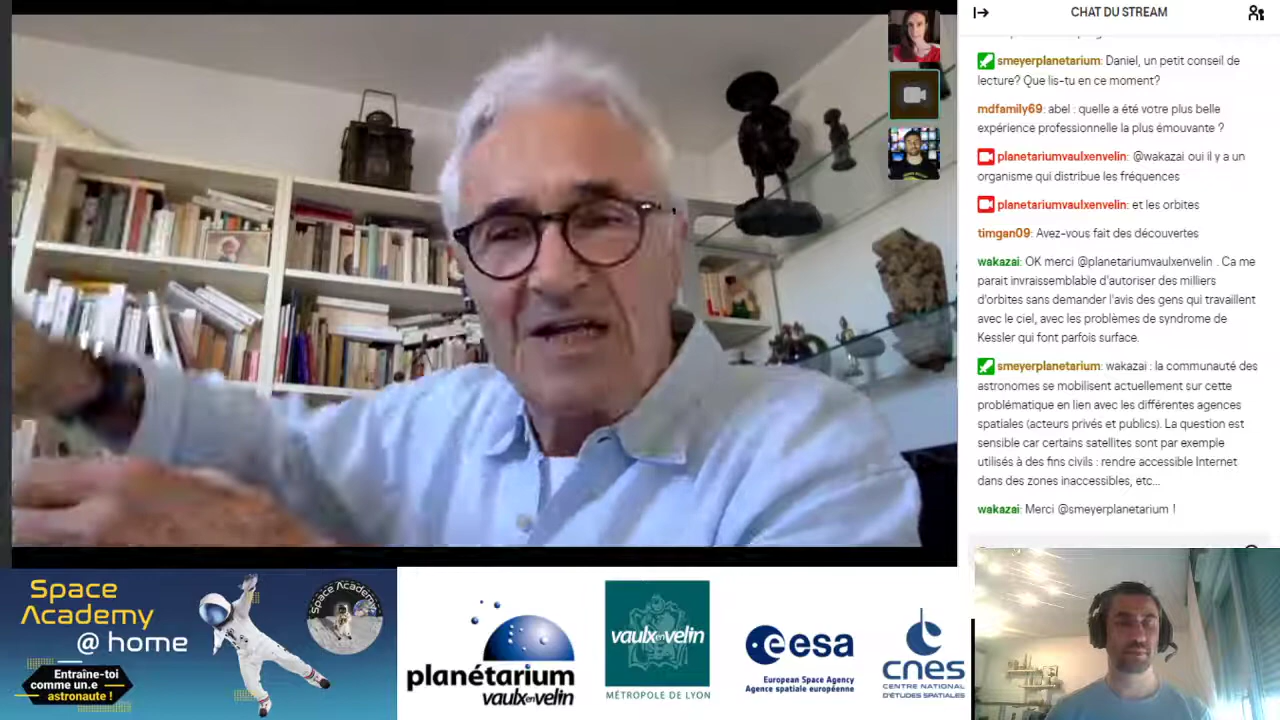 CHAT DU STREAM
smeyerplanetarium: Daniel, un petit conseil de
lecture? Que lis-tu en ce moment?
mdfamily69: abel : quelle a été votre plus belle
expérience professionnelle la plus émouvante ?
planetariumvaulxenvelin: @wakazai oui il y a un
organisme qui distribue les fréquences
planetariumvaulxenvelin: et les orbites
timgan09: Avez-vous fait des découvertes
wakazai: OK merci @planetariumvaulxenvelin . Ca me
parait invraissemblable d'autoriser des milliers
d'orbites sans demander l'avis des gens qui travaillent
avec le ciel, avec les problèmes de syndrome de
Kessler qui font parfois surface.
smeyerplanetarium: wakazai : la communauté des
astronomes se mobilisent actuellement sur cette
problématique en lien avec les différentes agences
spatiales (acteurs privés et publics). La question est
sensible car certains satellites sont par exemple
utilisés à des fins civils : rendre accessible Internet
dans des zones inaccessibles, etc...
wakazai: Merci @smeyerplanetarium !
Space
Academy
@ home
Entraîne-toi
comme un.e
astronaute !
Space Academy
planétarium
vaulx en velin
vaulx en velin
MÉTROPOLE DE LYON
esa
European Space Agency
Agence spatiale européenne
cnes
CENTRE NATIONAL
D'ÉTUDES SPATIALES